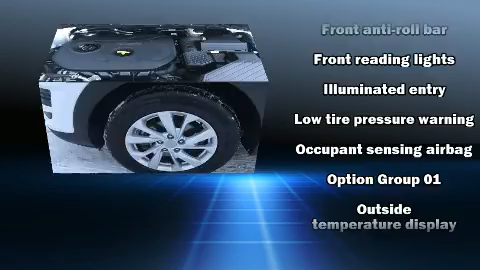 Front anti-roll bar
Front reading lights
Illuminated entry
Low tire pressure warning
Occupant sensing airbag
Option Group 01
Outside
temperature display